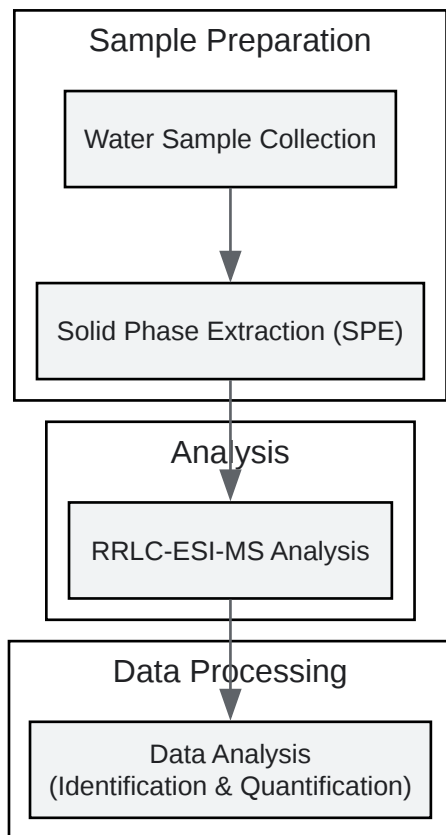 Sample Preparation
Water Sample Collection
Solid Phase Extraction (SPE)
Analysis
RRLC-ESI-MS Analysis
Data Processing
Data Analysis
(Identification & Quantification)